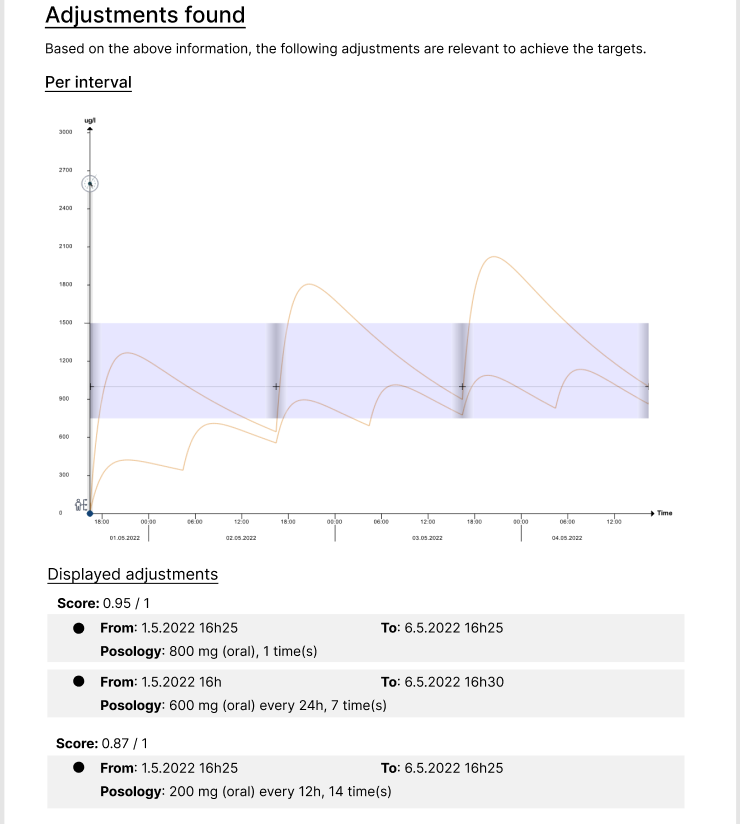 Adjustments found
Based on the above information, the following adjustments are relevant to achieve the targets.
Per interval
ug/l
3000
2700
2400
2100
1800
1500
1200
900
600
300
0
18:00 00:00 06:00 12:00 18:00 00:00 06:00 12:00 18:00 00:00 06:00 12:00 Time
01.05.2022 02.05.2022 03.05.2022 04.05.2022
Displayed adjustments
Score: 0.95 / 1
From: 1.5.2022 16h25 To: 6.5.2022 16h25
Posology: 800 mg (oral), 1 time(s)
From: 1.5.2022 16h To: 6.5.2022 16h30
Posology: 600 mg (oral) every 24h, 7 time(s)
Score: 0.87 / 1
From: 1.5.2022 16h25 To: 6.5.2022 16h25
Posology: 200 mg (oral) every 12h, 14 time(s)